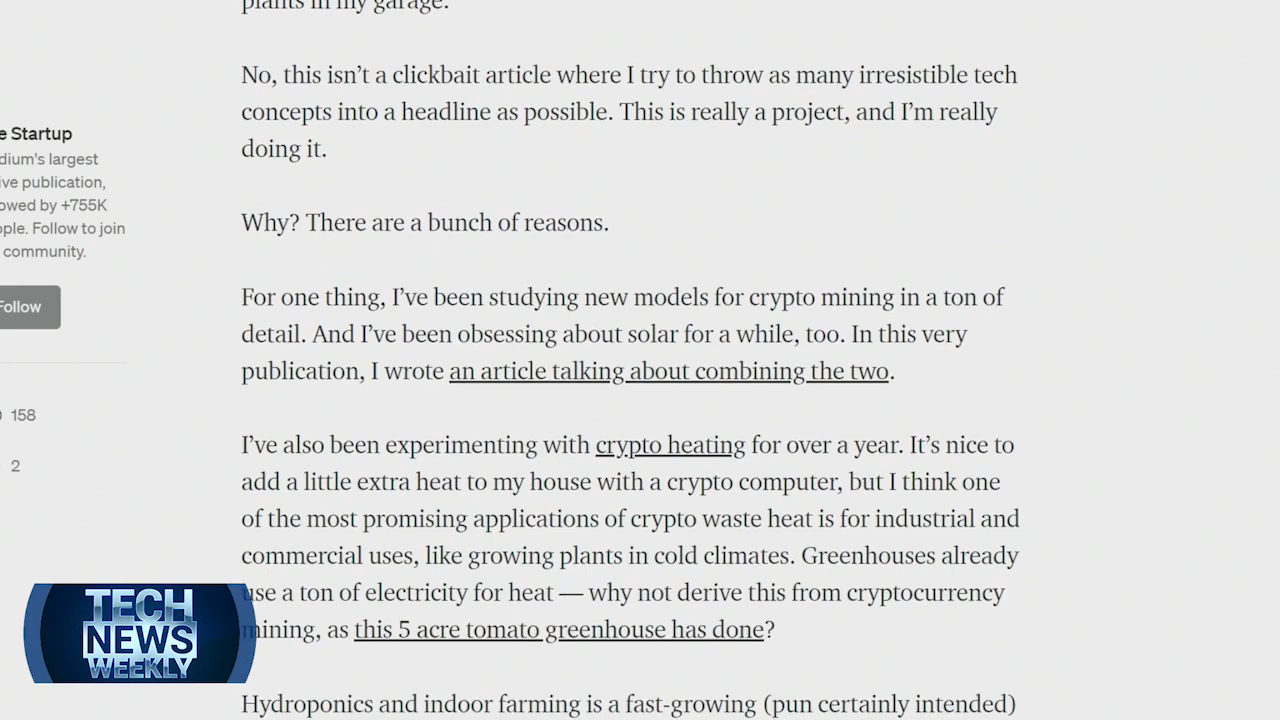 plants in my garage.
No, this isn’t a clickbait article where I try to throw as many irresistible tech
concepts into a headline as possible. This is really a project, and I’m really
doing it.
Why? There are a bunch of reasons.
For one thing, I’ve been studying new models for crypto mining in a ton of
detail. And I’ve been obsessing about solar for a while, too. In this very
publication, I wrote an article talking about combining the two.
I’ve also been experimenting with crypto heating for over a year. It’s nice to
add a little extra heat to my house with a crypto computer, but I think one
of the most promising applications of crypto waste heat is for industrial and
commercial uses, like growing plants in cold climates. Greenhouses already
use a ton of electricity for heat — why not derive this from cryptocurrency
mining, as this 5 acre tomato greenhouse has done?
Hydroponics and indoor farming is a fast-growing (pun certainly intended)
e Startup
dium's largest
ive publication,
owed by +755K
ople. Follow to join
community.
Follow
158
2
TECH
NEWS
WEEKLY